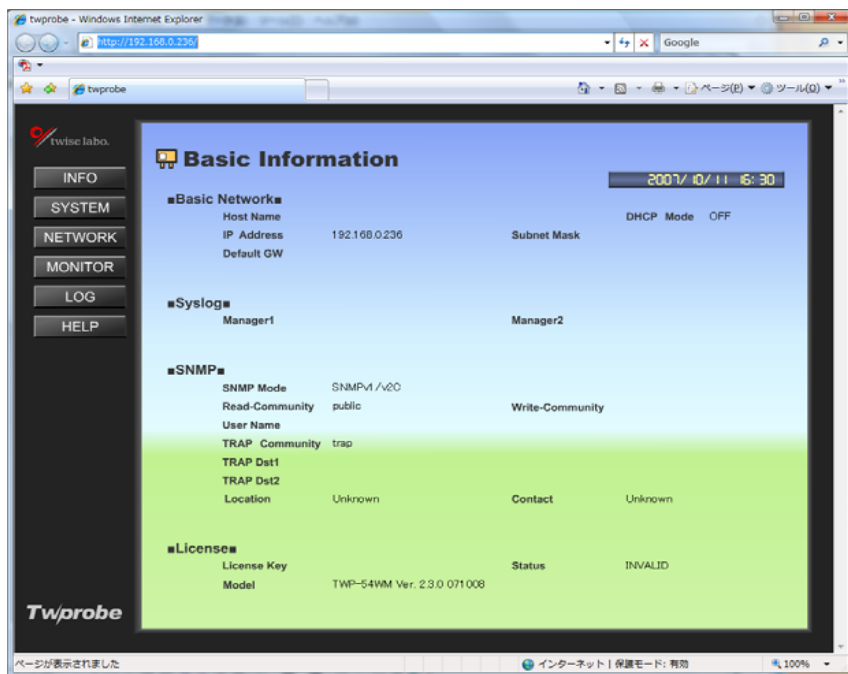 twprobe - Windows Internet Explorer
http://192.168.0.236/
Google
twprobe
ページ(P) ツール(O)
twise labo.
INFO
SYSTEM
NETWORK
MONITOR
LOG
HELP
Twprobe
Basic Information
2007/10/11 16:30
■Basic Network■
Host Name DHCP Mode OFF
IP Address 192.168.0.236 Subnet Mask
Default GW
■Syslog■
Manager1 Manager2
■SNMP■
SNMP Mode SNMPv1/v2C
Read-Community public Write-Community
User Name
TRAP Community trap
TRAP Dst1
TRAP Dst2
Location Unknown Contact Unknown
■License■
License Key Status INVALID
Model TWP-54WM Ver. 2.3.0 071008
ページが表示されました インターネット | 保護モード: 有効 100%